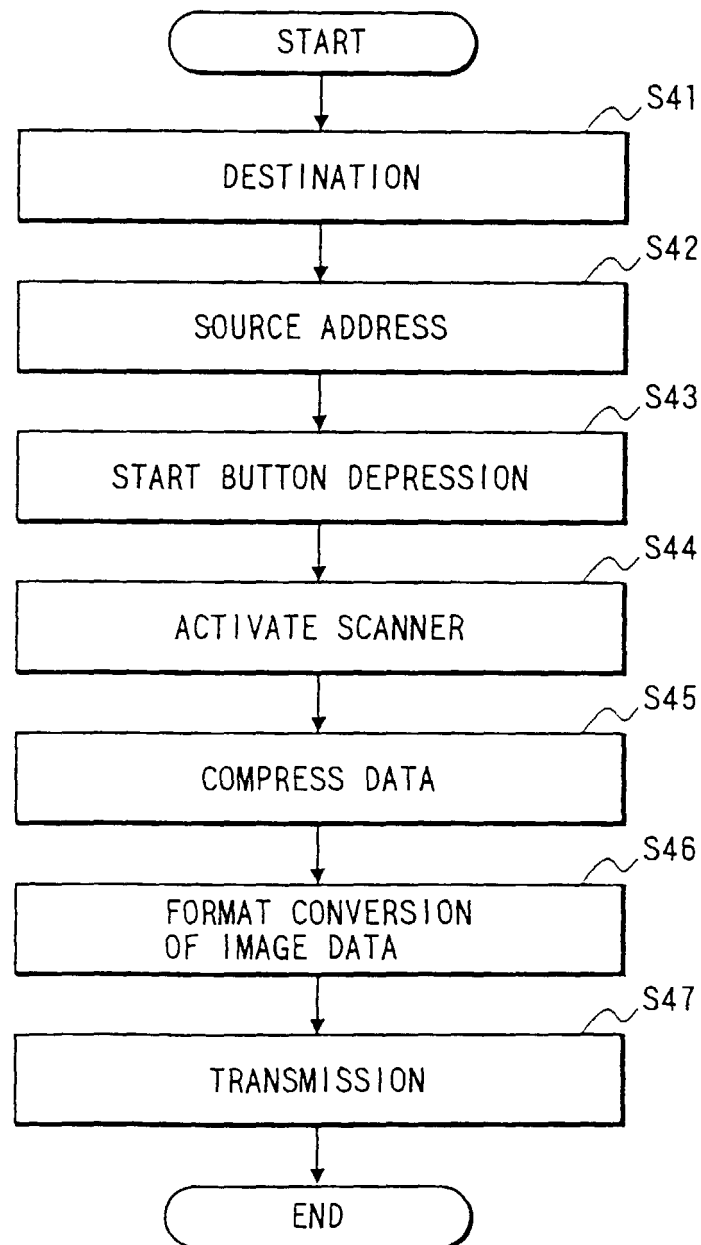 START
S41
DESTINATION
S42
SOURCE ADDRESS
S43
START BUTTON DEPRESSION
S44
ACTIVATE SCANNER
S45
COMPRESS DATA
S46
FORMAT CONVERSION
OF IMAGE DATA
S47
TRANSMISSION
END